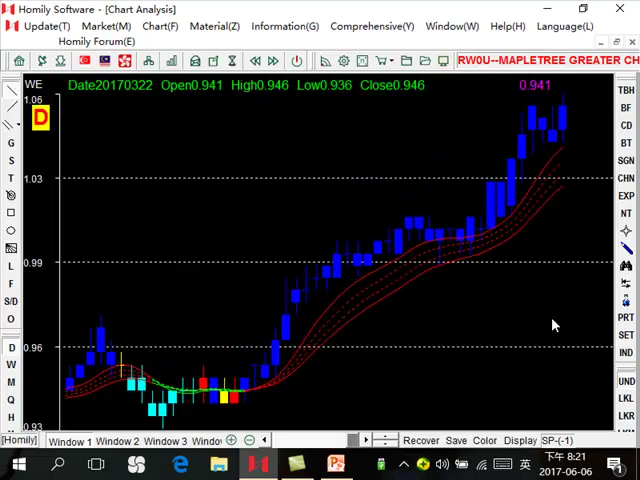 Homily Software - [Chart Analysis]
Update(T) Market(M) Chart(F) Material(Z) Information(G) Comprehensive(Y) Window(W) Help(H) Language(L)
Homily Forum(E)
RW0U--MAPLETREE GREATER CH
WE Date20170322 Open0.941 High0.946 Low0.936 Close0.946 0.941
1.06
D
1.03
0.99
0.96
0.93
G
S
T
L
F
S/D
O
D
W
M
Q
H
TBH
BF
CD
BT
SGN
CHN
EXP
NT
PRT
SET
IND
UND
LKL
LKR
[Homily] Window 1 Window 2 Window 3 Windo Recover Save Color Display SP-(-1)
英 下午 8:21
2017-06-06
1